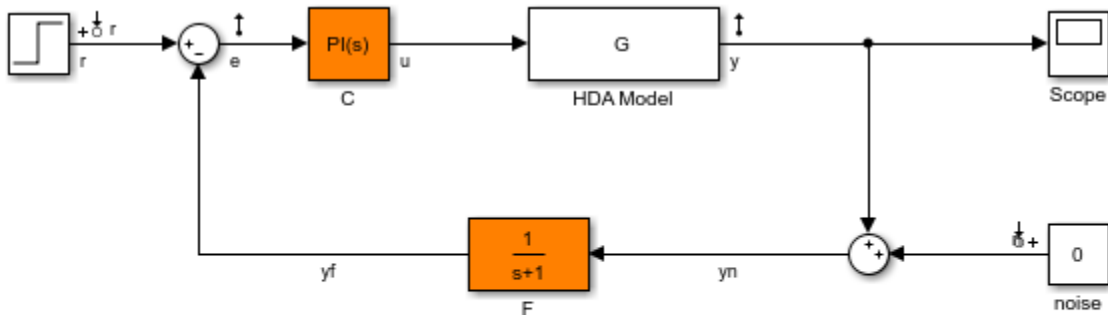 r
r
+
-
e
PI(s)
C
u
G
HDA Model
y
Scope
yf
1
s+1
F
yn
+
+
n
+
0
noise